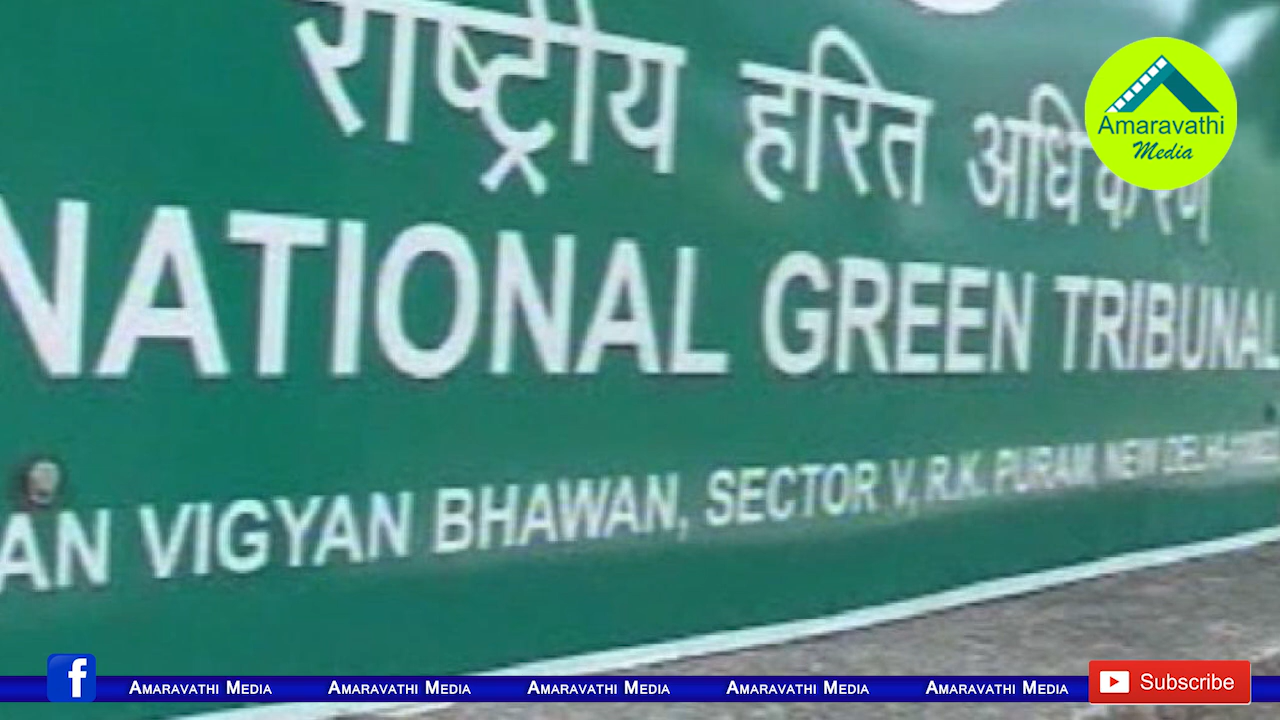 राष्ट्रीय हरित अधिकरण
NATIONAL GREEN TRIBUNAL
AN VIGYAN BHAWAN, SECTOR V, R.K. PURAM, NEW DELHI
Amaravathi
Media
f
Amaravathi Media Amaravathi Media Amaravathi Media Amaravathi Media Amaravathi Media
Subscribe